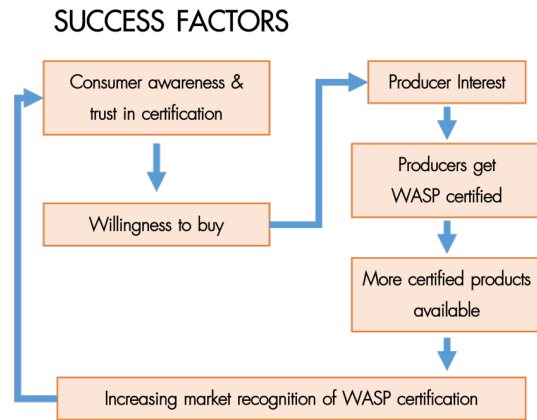 SUCCESS FACTORS
Consumer awareness &
trust in certification
Willingness to buy
Producer Interest
Producers get
WASP certified
More certified products
available
Increasing market recognition of WASP certification